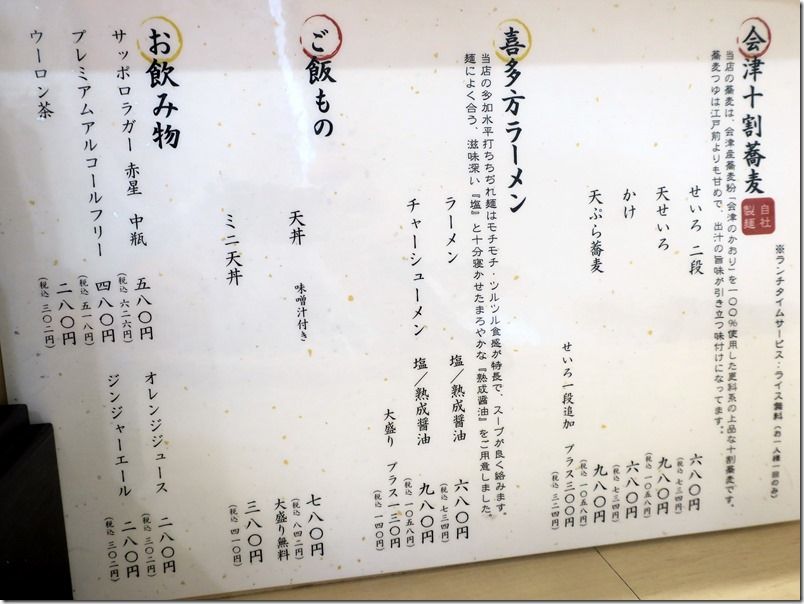 ※ランチタイムサービス・ライス無料（お一人様一回のみ）
会津十割蕎麦 自社製麺
当店の蕎麦は、会津産蕎麦粉「会津のかおり」を一〇〇％使用した更科系の上品な十割蕎麦です。
蕎麦つゆは江戸前よりも甘めで、出汁の旨味が引き立つ味付けになってます。
せいろ 二段 六八〇円
（税込 七三四円）
天せいろ 九八〇円
（税込 一〇五八円）
かけ 六八〇円
（税込 七三四円）
天ぷら蕎麦 九八〇円
（税込 一〇五八円）
せいろ一段追加 プラス三〇〇円
（税込 三二四円）
喜多方ラーメン
当店の多加水平打ちちぢれ麺はモチモチ・ツルツル食感が特長で、スープが良く絡みます。
麺によく合う、滋味深い『塩』と十分寝かせたまろやかな『熟成醤油』をご用意しました。
ラーメン 塩／熟成醤油 六八〇円
（税込 七三四円）
チャーシューメン 塩／熟成醤油 九八〇円
（税込 一〇五八円）
大盛り プラス一三〇円
（税込 一四〇円）
ご飯もの
天丼 味噌汁付き 七八〇円
（税込 八四二円）
大盛り無料
ミニ天丼 三八〇円
（税込 四一〇円）
お飲み物
サッポロラガー 赤星 中瓶 五八〇円
（税込 六二六円）
プレミアムアルコールフリー 四八〇円
（税込 五一八円）
ウーロン茶 二八〇円
（税込 三〇二円）
オレンジジュース 二八〇円
（税込 三〇二円）
ジンジャーエール 二八〇円
（税込 三〇二円）